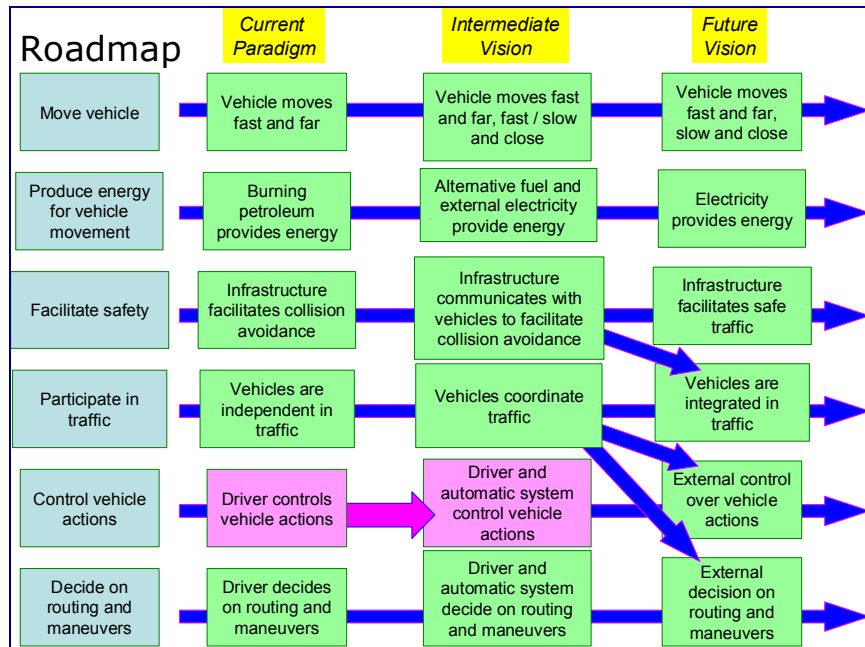 Roadmap
Current
Paradigm
Intermediate
Vision
Future
Vision
Move vehicle
Vehicle moves
fast and far
Vehicle moves fast
and far, fast / slow
and close
Vehicle moves
fast and far,
slow and close
Produce energy
for vehicle
movement
Burning
petroleum
provides energy
Alternative fuel and
external electricity
provide energy
Electricity
provides energy
Facilitate safety
Infrastructure
facilitates collision
avoidance
Infrastructure
communicates with
vehicles to facilitate
collision avoidance
Infrastructure
facilitates safe
traffic
Participate in
traffic
Vehicles are
independent in
traffic
Vehicles coordinate
traffic
Vehicles are
integrated in
traffic
Control vehicle
actions
Driver controls
vehicle actions
Driver and
automatic system
control vehicle
actions
External control
over vehicle
actions
Decide on
routing and
maneuvers
Driver decides
on routing and
maneuvers
Driver and
automatic system
decide on routing
and maneuvers
External
decision on
routing and
maneuvers